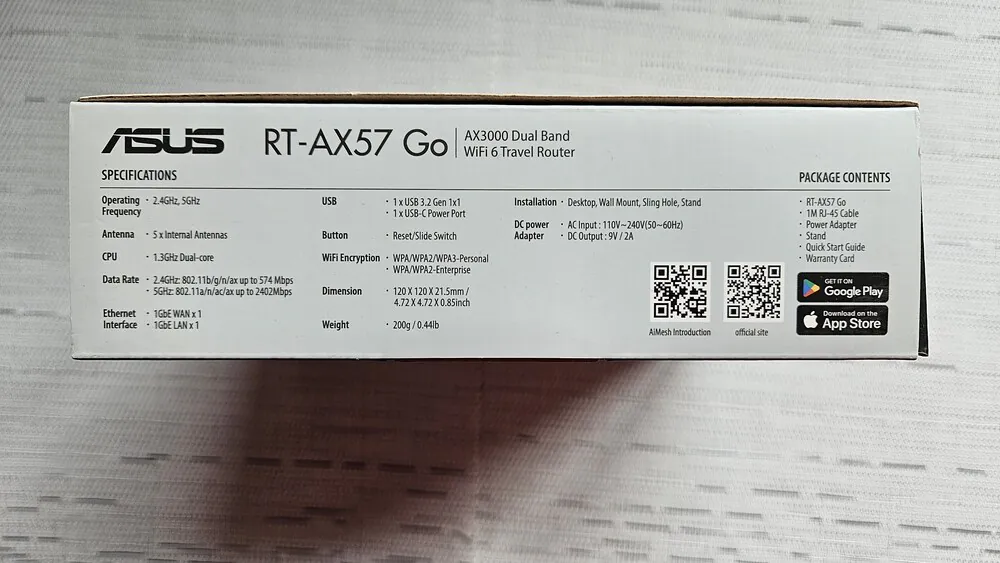 ASUS
RT-AX57 Go
AX3000 Dual Band
WiFi 6 Travel Router
SPECIFICATIONS
Operating Frequency · 2.4GHz, 5GHz
Antenna · 5 x Internal Antennas
CPU · 1.3GHz Dual-core
Data Rate · 2.4GHz: 802.11b/g/n/ax up to 574 Mbps
· 5GHz: 802.11a/n/ac/ax up to 2402Mbps
Ethernet · 1GbE WAN x 1
Interface · 1GbE LAN x 1
USB · 1 x USB 3.2 Gen 1x1
· 1 x USB-C Power Port
Button · Reset/Slide Switch
WiFi Encryption · WPA/WPA2/WPA3-Personal
· WPA/WPA2-Enterprise
Dimension · 120 X 120 X 21.5mm /
4.72 X 4.72 X 0.85inch
Weight · 200g / 0.44lb
Installation · Desktop, Wall Mount, Sling Hole, Stand
DC power · AC Input : 110V~240V(50~60Hz)
Adapter · DC Output : 9V / 2A
AiMesh Introduction
official site
PACKAGE CONTENTS
· RT-AX57 Go
· 1M RJ-45 Cable
· Power Adapter
· Stand
· Quick Start Guide
· Warranty Card
GET IT ON
Google Play
Download on the
App Store